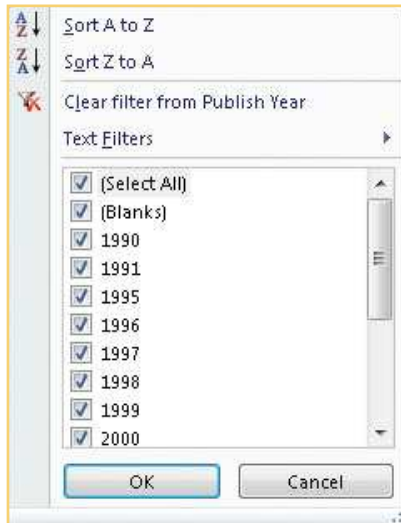 Sort A to Z
Sort Z to A
Clear filter from Publish Year
Text Filters
(Select All)
(Blanks)
1990
1991
1995
1996
1997
1998
1999
2000
OK Cancel